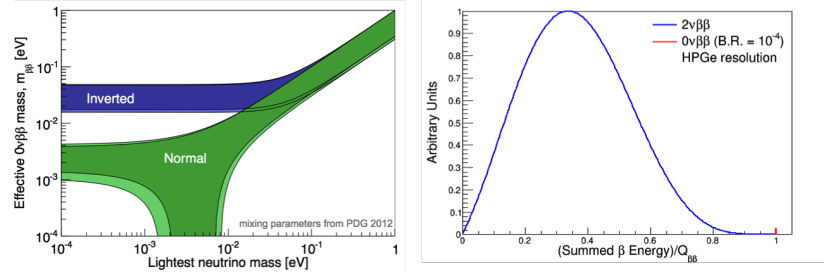 Effective 0νββ mass, m_ββ [eV]
1
10^-1
10^-2
10^-3
10^-4
Inverted
Normal
mixing parameters from PDG 2012
10^-4 10^-3 10^-2 10^-1 1
Lightest neutrino mass [eV]
Arbitrary Units
1
0.9
0.8
0.7
0.6
0.5
0.4
0.3
0.2
0.1
0
2νββ
0νββ (B.R. = 10^-4)
HPGe resolution
0 0.2 0.4 0.6 0.8 1
(Summed β Energy)/Q_ββ